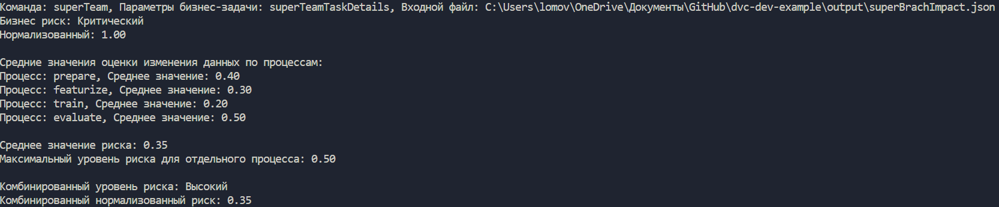 Команда: superTeam, Параметры бизнес-задачи: superTeamTaskDetails, Входной файл: C:\Users\lomov\OneDrive\Документы\GitHub\dvc-dev-example\output\superBrachImpact.json
Бизнес риск: Критический
Нормализованный: 1.00
Средние значения оценки изменения данных по процессам:
Процесс: prepare, Среднее значение: 0.40
Процесс: featurize, Среднее значение: 0.30
Процесс: train, Среднее значение: 0.20
Процесс: evaluate, Среднее значение: 0.50
Среднее значение риска: 0.35
Максимальный уровень риска для отдельного процесса: 0.50
Комбинированный уровень риска: Высокий
Комбинированный нормализованный риск: 0.35